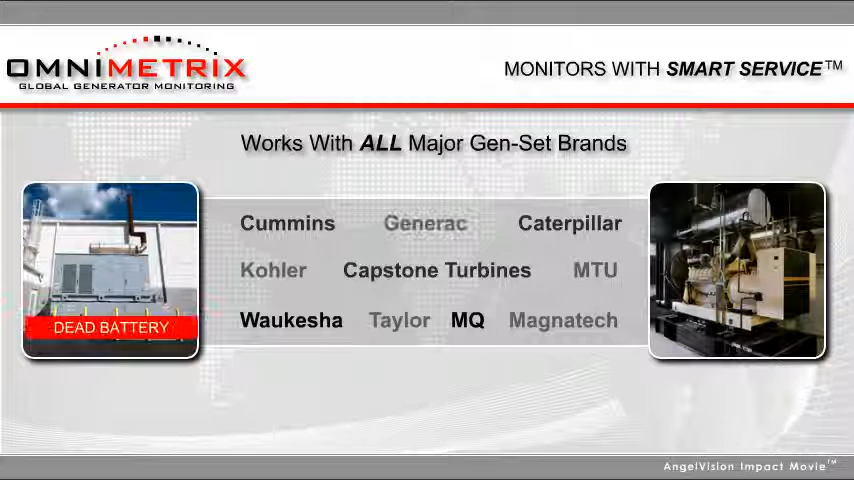 OMNIMETRIX
GLOBAL GENERATOR MONITORING
MONITORS WITH SMART SERVICE™
Works With ALL Major Gen-Set Brands
Cummins Generac Caterpillar
Kohler Capstone Turbines MTU
Waukesha Taylor MQ Magnatech
DEAD BATTERY
AngelVision Impact Movie™